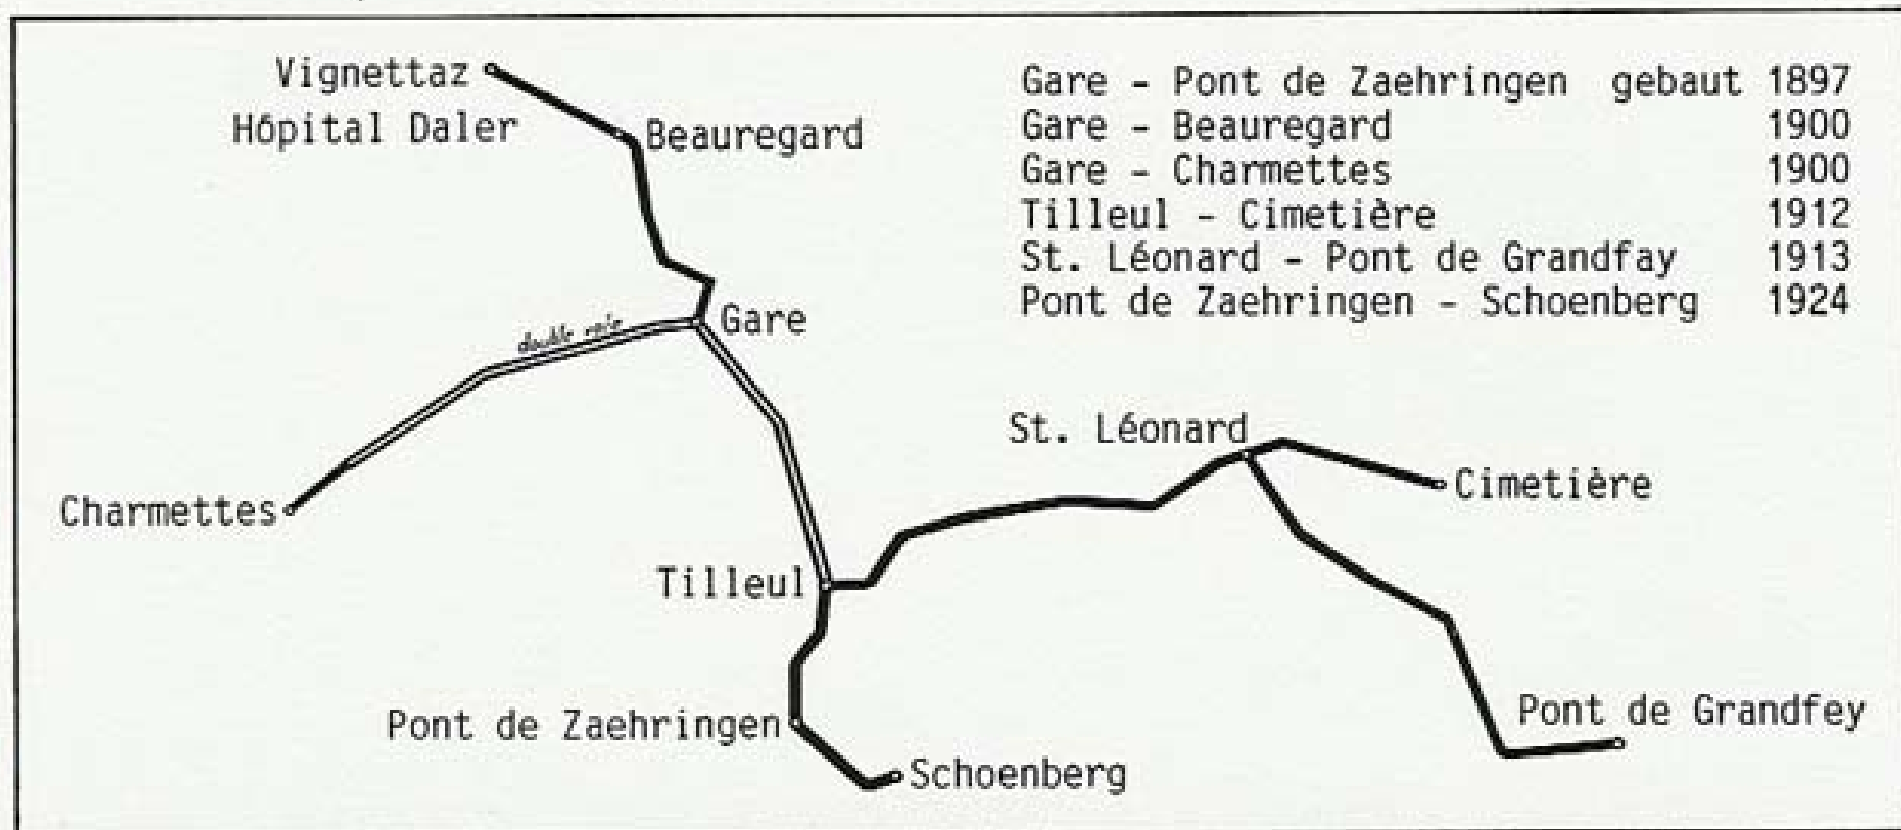 Vignettaz
Hôpital Daler
Beauregard
Gare - Pont de Zaehringen gebaut 1897
Gare - Beauregard 1900
Gare - Charmettes 1900
Tilleul - Cimetière 1912
St. Léonard - Pont de Grandfay 1913
Pont de Zaehringen - Schoenberg 1924
double voie
Gare
St. Léonard
Cimetière
Charmettes
Tilleul
Pont de Zaehringen
Pont de Grandfey
Schoenberg